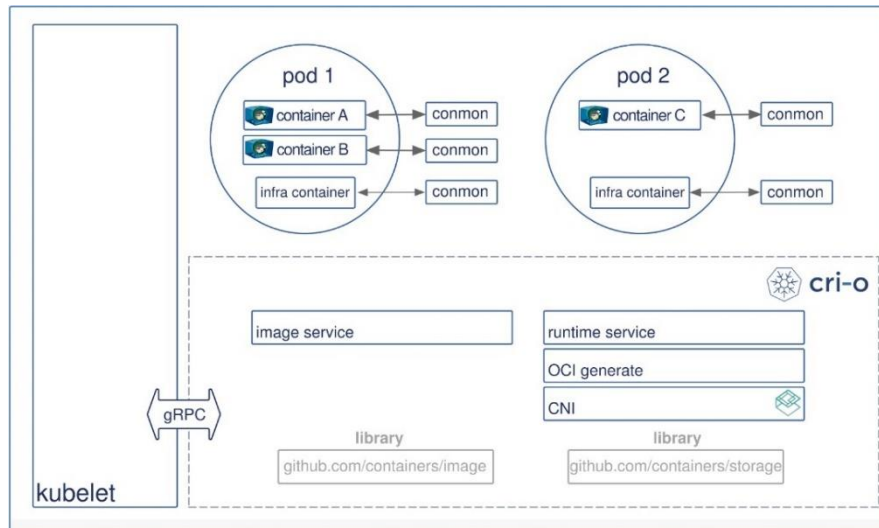 pod 1
container A
conmon
container B
conmon
infra container
conmon
pod 2
container C
conmon
infra container
conmon
cri-o
image service
runtime service
OCI generate
CNI
gRPC
library
github.com/containers/image
library
github.com/containers/storage
kubelet